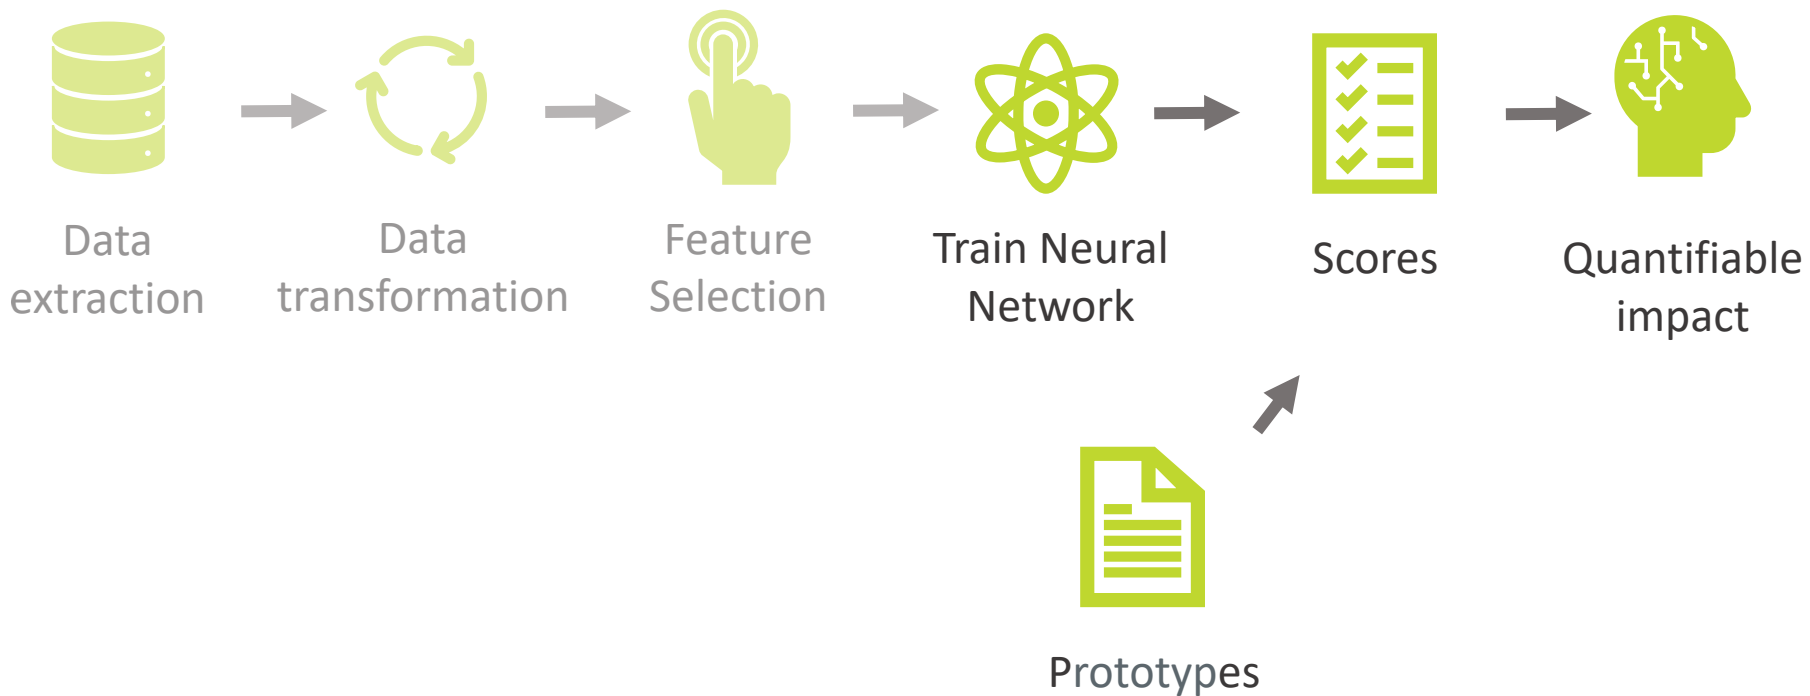 Data
extraction
Data
transformation
Feature
Selection
Train Neural
Network
Scores
Quantifiable
impact
Prototypes